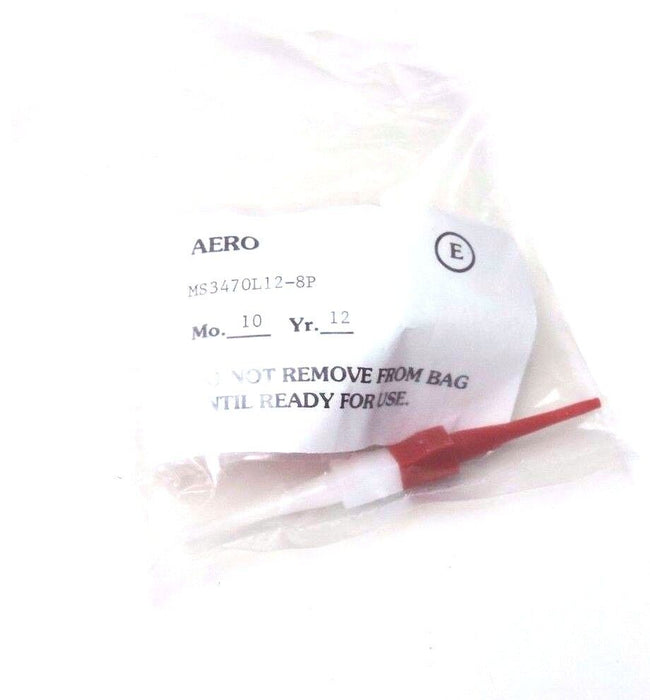 AERO
E
MS3470L12-8P
Mo. 10 Yr. 12
NOT REMOVE FROM BAG
NTIL READY FOR USE.